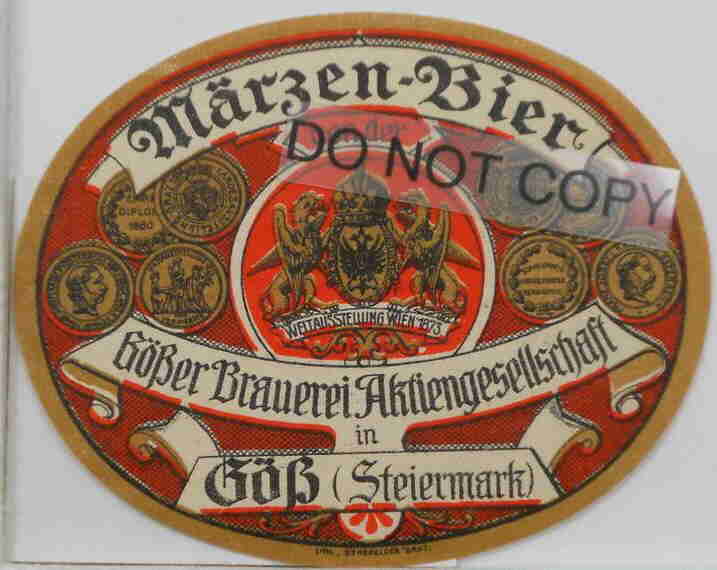 Märzen-Bier
DO NOT COPY
DIPLOM
1880
WELTAUSSTELLUNG WIEN 1873
Gößer Brauerei Aktiengesellschaft
in
Göß (Steiermark)